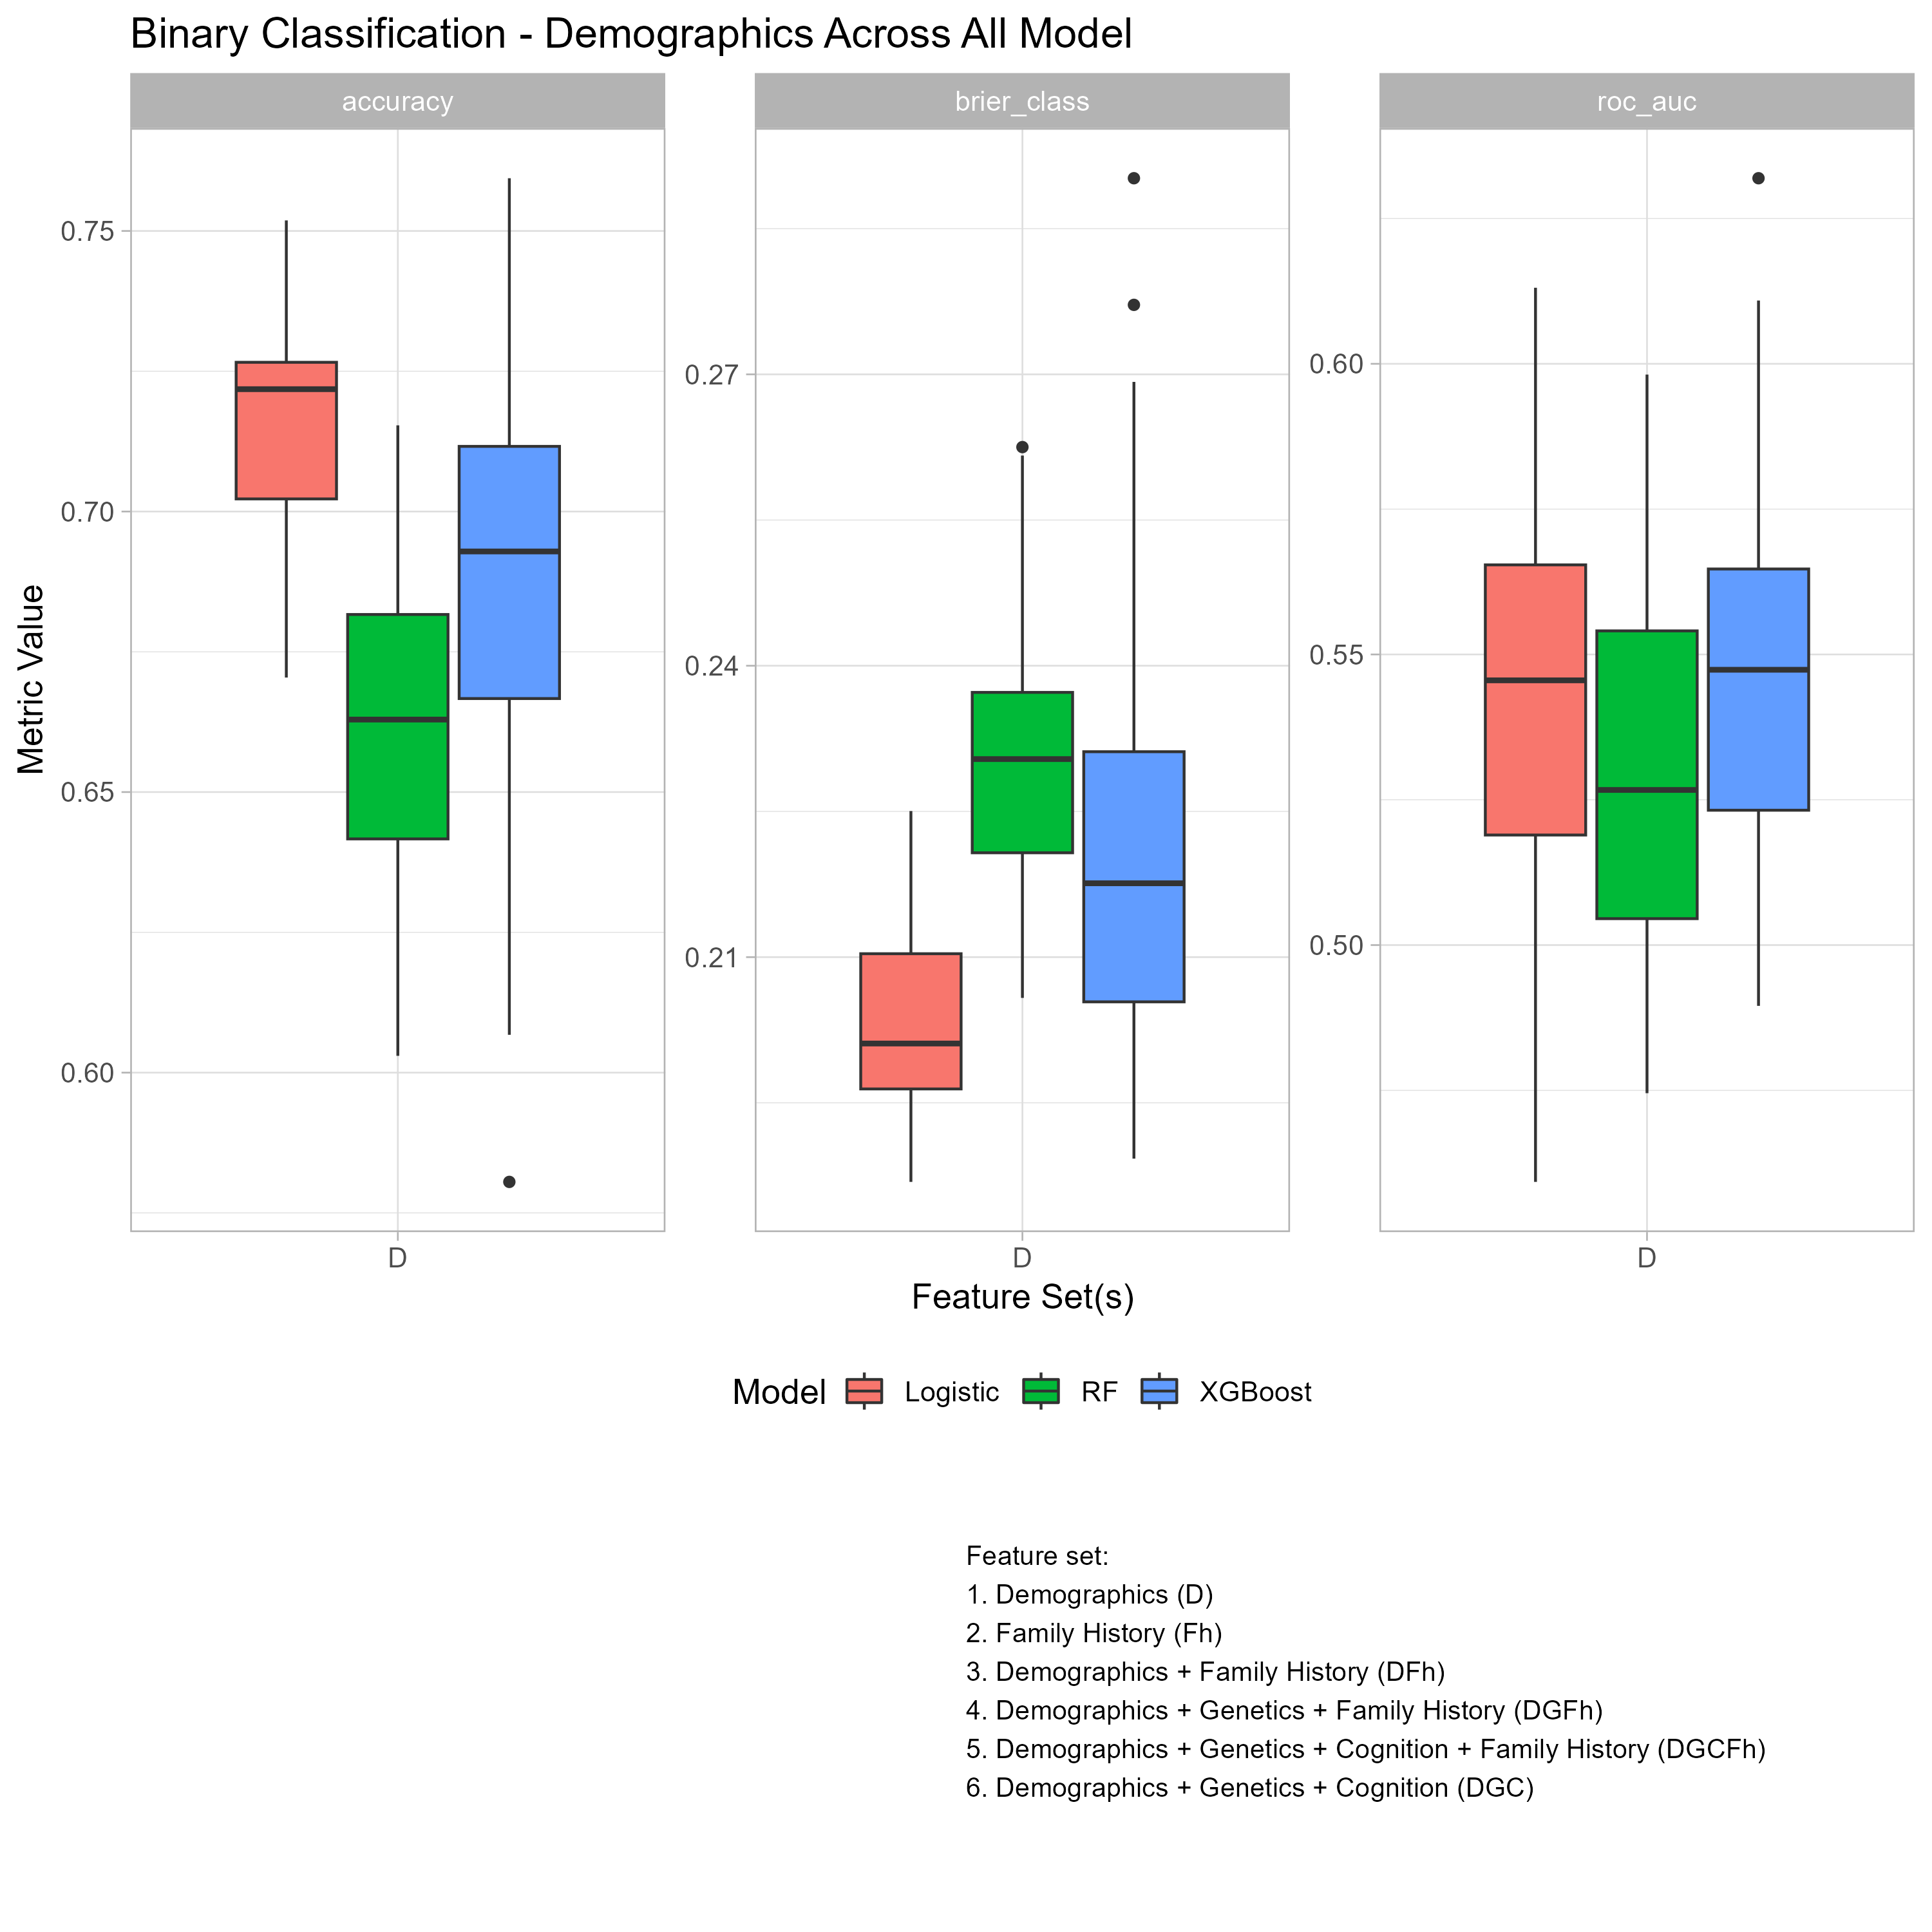 Binary Classification - Demographics Across All Model
accuracy
brier_class
roc_auc
Metric Value
0.75
0.70
0.65
0.60
0.27
0.24
0.21
0.60
0.55
0.50
D
D
D
Feature Set(s)
Model Logistic RF XGBoost
Feature set:
1. Demographics (D)
2. Family History (Fh)
3. Demographics + Family History (DFh)
4. Demographics + Genetics + Family History (DGFh)
5. Demographics + Genetics + Cognition + Family History (DGCFh)
6. Demographics + Genetics + Cognition (DGC)